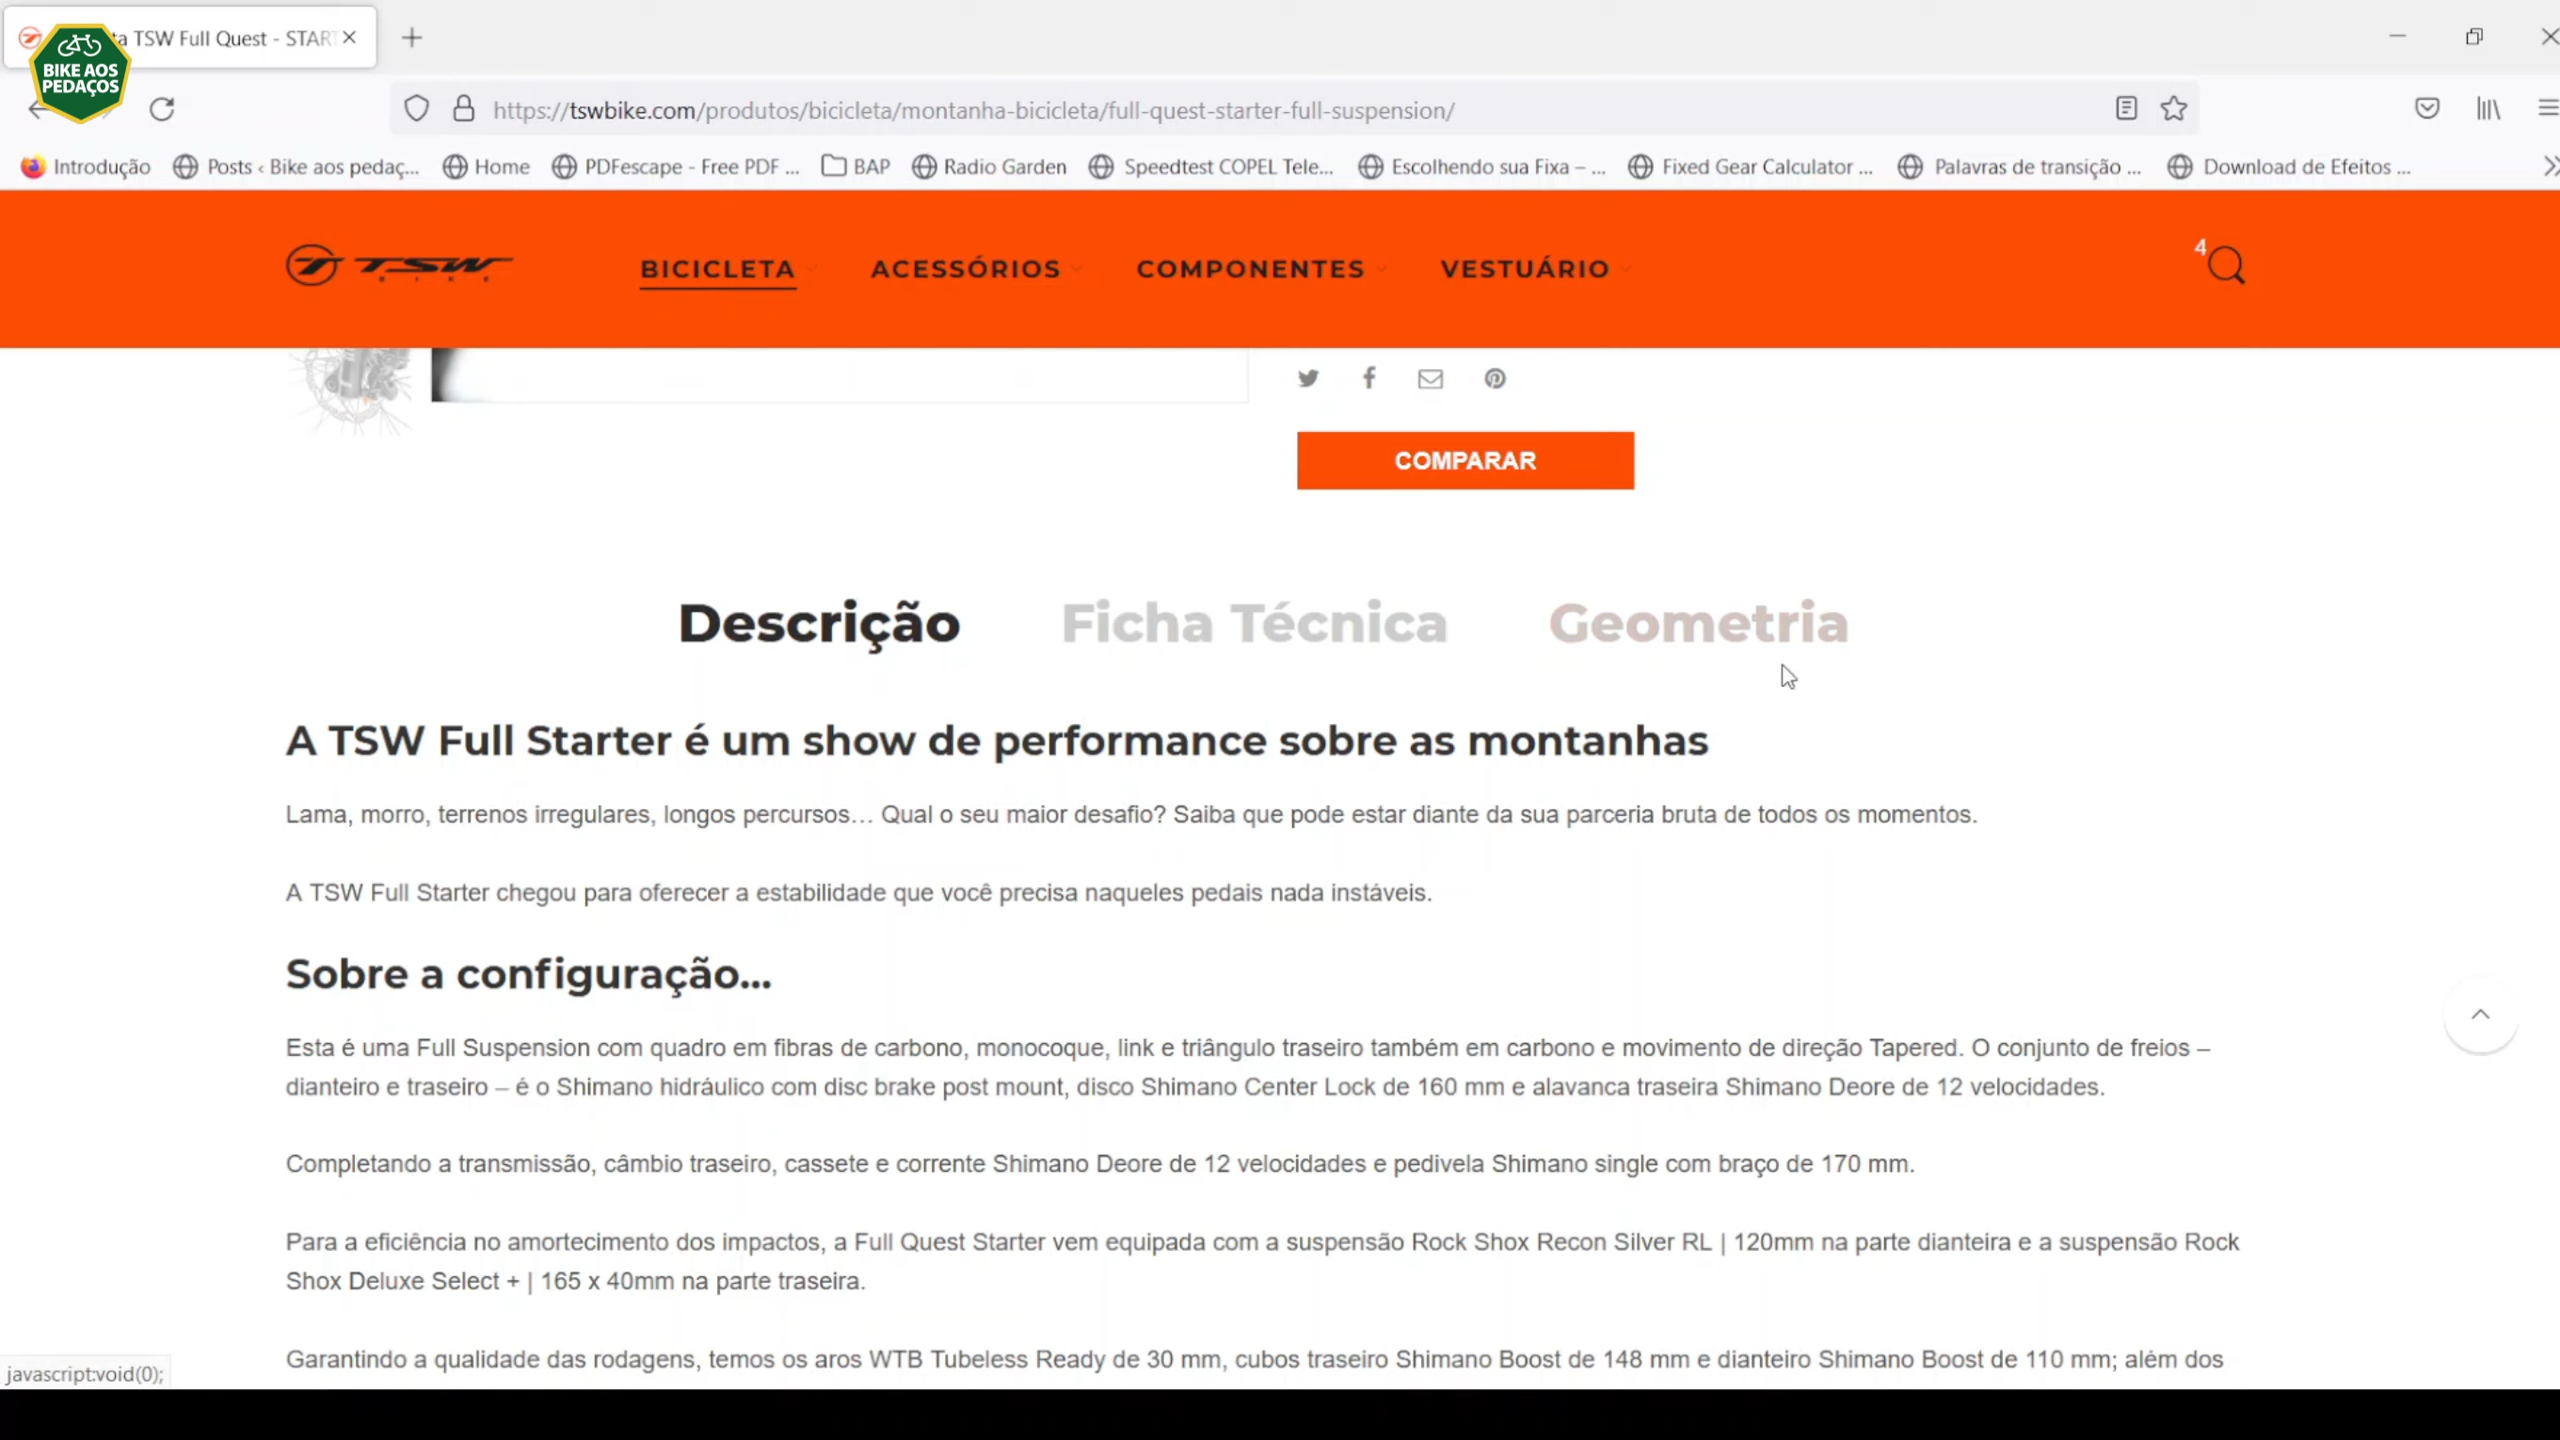 TSW Full Quest - STAR
BIKE AOS
PEDAÇOS
https://tswbike.com/produtos/bicicleta/montanha-bicicleta/full-quest-starter-full-suspension/
Introdução Posts ‹ Bike aos pedaç... Home PDFescape - Free PDF ... BAP Radio Garden Speedtest COPEL Tele... Escolhendo sua Fixa – ... Fixed Gear Calculator ... Palavras de transição ... Download de Efeitos ...
TSW BICICLETA ACESSÓRIOS COMPONENTES VESTUÁRIO 4
BIKE
COMPARAR
Descrição Ficha Técnica Geometria
A TSW Full Starter é um show de performance sobre as montanhas
Lama, morro, terrenos irregulares, longos percursos… Qual o seu maior desafio? Saiba que pode estar diante da sua parceria bruta de todos os momentos.
A TSW Full Starter chegou para oferecer a estabilidade que você precisa naqueles pedais nada instáveis.
Sobre a configuração...
Esta é uma Full Suspension com quadro em fibras de carbono, monocoque, link e triângulo traseiro também em carbono e movimento de direção Tapered. O conjunto de freios –
dianteiro e traseiro – é o Shimano hidráulico com disc brake post mount, disco Shimano Center Lock de 160 mm e alavanca traseira Shimano Deore de 12 velocidades.
Completando a transmissão, câmbio traseiro, cassete e corrente Shimano Deore de 12 velocidades e pedivela Shimano single com braço de 170 mm.
Para a eficiência no amortecimento dos impactos, a Full Quest Starter vem equipada com a suspensão Rock Shox Recon Silver RL | 120mm na parte dianteira e a suspensão Rock
Shox Deluxe Select + | 165 x 40mm na parte traseira.
Garantindo a qualidade das rodagens, temos os aros WTB Tubeless Ready de 30 mm, cubos traseiro Shimano Boost de 148 mm e dianteiro Shimano Boost de 110 mm; além dos
javascript:void(0);